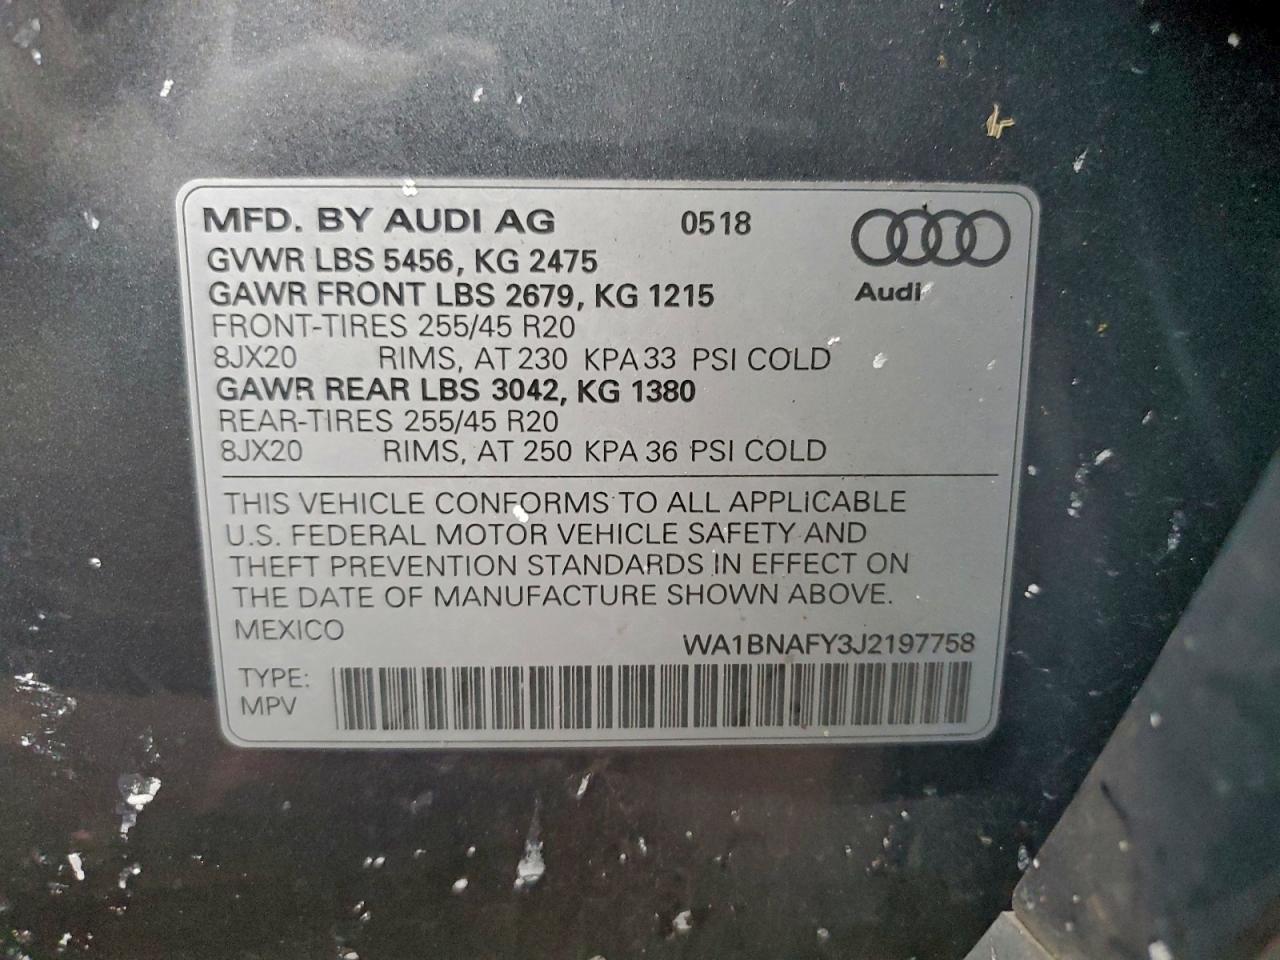 MFD. BY AUDI AG 0518
GVWR LBS 5456, KG 2475
GAWR FRONT LBS 2679, KG 1215
Audi
FRONT-TIRES 255/45 R20
8JX20 RIMS, AT 230 KPA 33 PSI COLD
GAWR REAR LBS 3042, KG 1380
REAR-TIRES 255/45 R20
8JX20 RIMS, AT 250 KPA 36 PSI COLD
THIS VEHICLE CONFORMS TO ALL APPLICABLE
U.S. FEDERAL MOTOR VEHICLE SAFETY AND
THEFT PREVENTION STANDARDS IN EFFECT ON
THE DATE OF MANUFACTURE SHOWN ABOVE.
MEXICO WA1BNAFY3J2197758
TYPE:
MPV